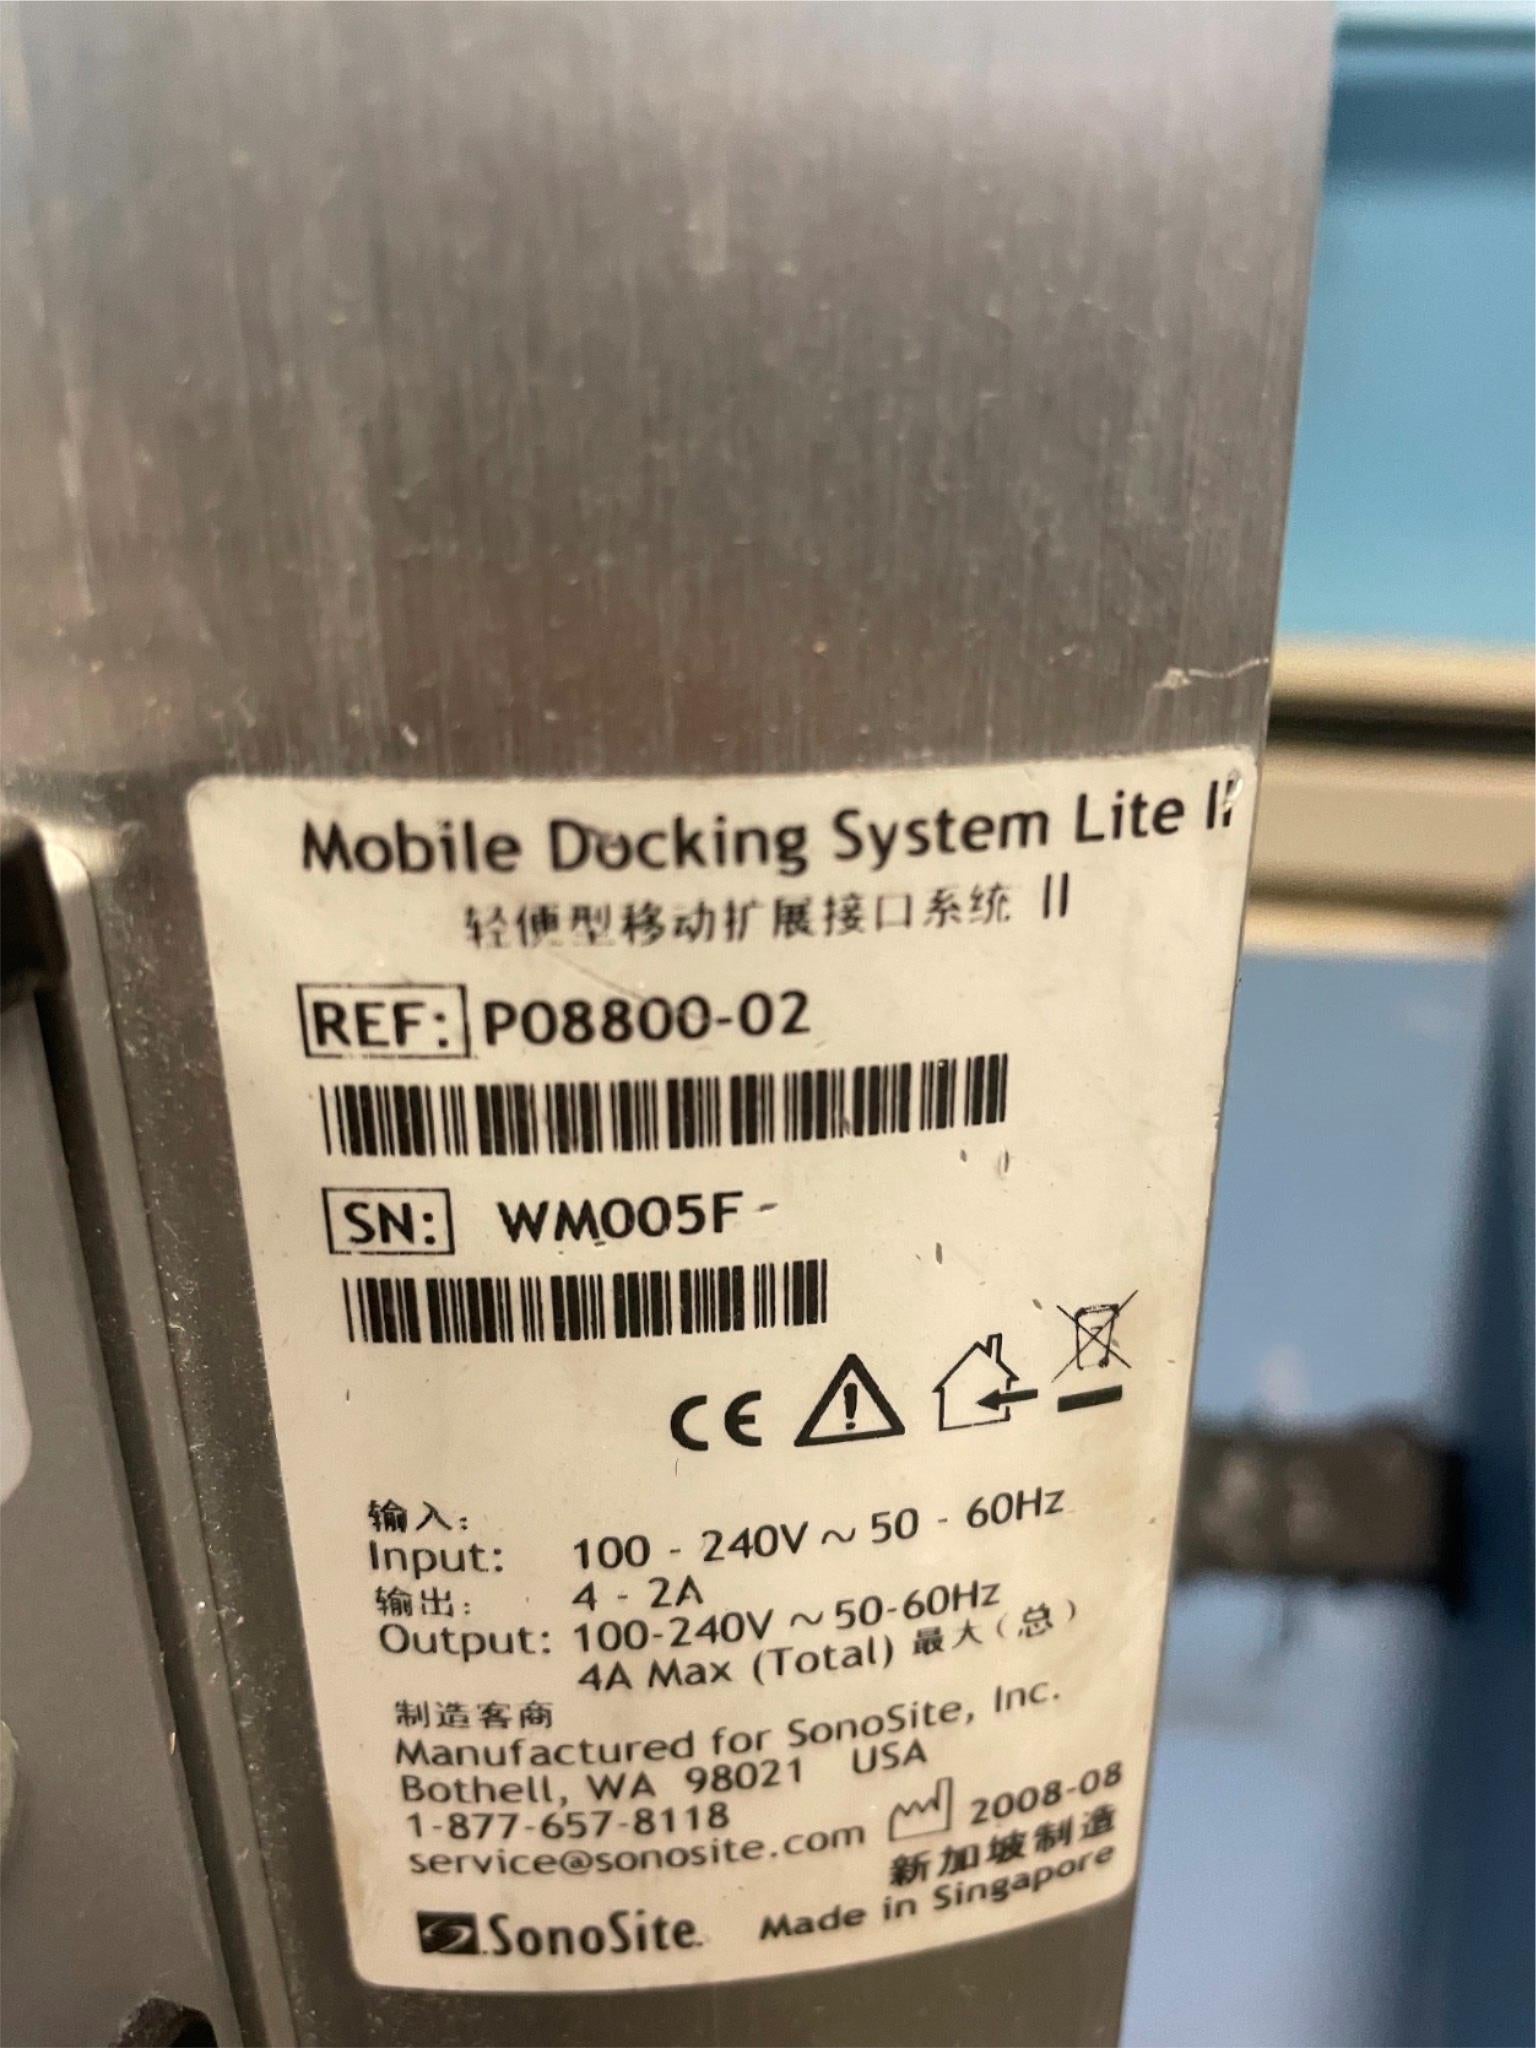 Mobile Docking System Lite II
轻便型移动扩展接口系统 II
REF: P08800-02
SN: WM005F
CE
输入:
Input: 100 - 240V ~ 50 - 60Hz
4 - 2A
输出:
Output: 100-240V ~ 50-60Hz
4A Max (Total) 最大(总)
制造客商
Manufactured for SonoSite, Inc.
Bothell, WA 98021 USA
1-877-657-8118
service@sonosite.com
2008-08
新加坡制造
Made in Singapore
SonoSite